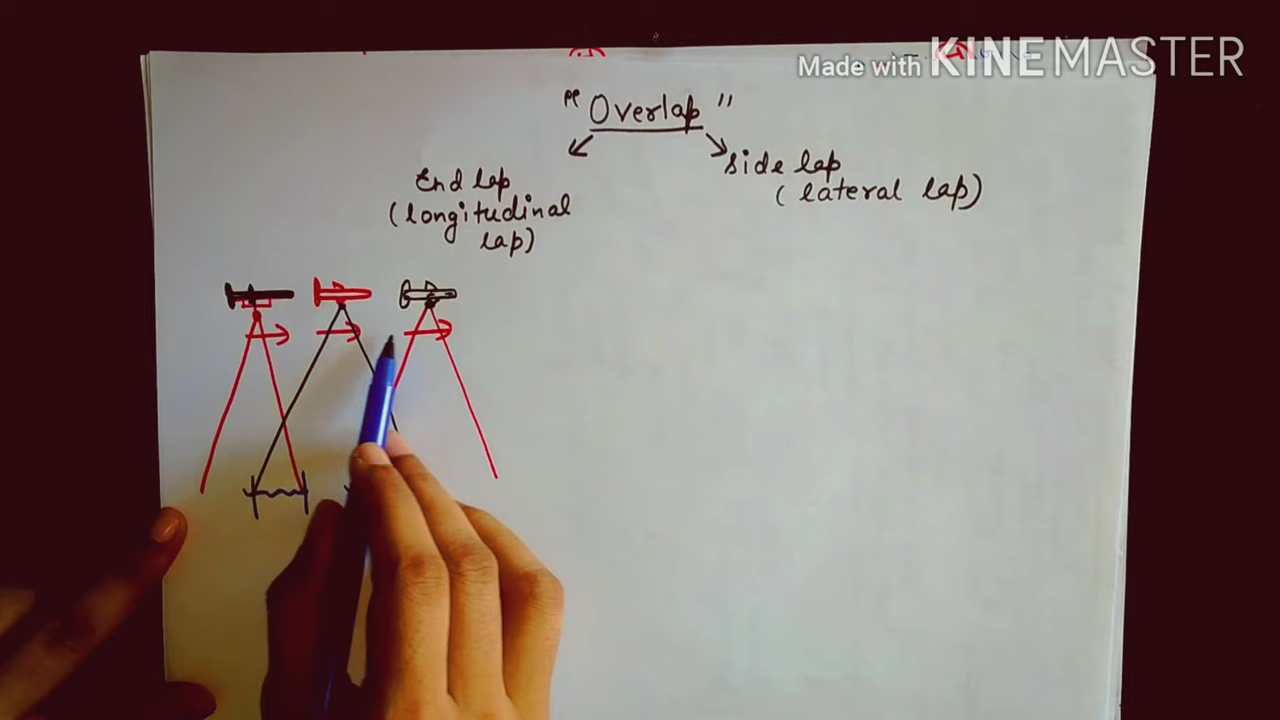 Made with KINEMASTER
"Overlap"
End lap
(longitudinal
lap)
side lap
(lateral lap)